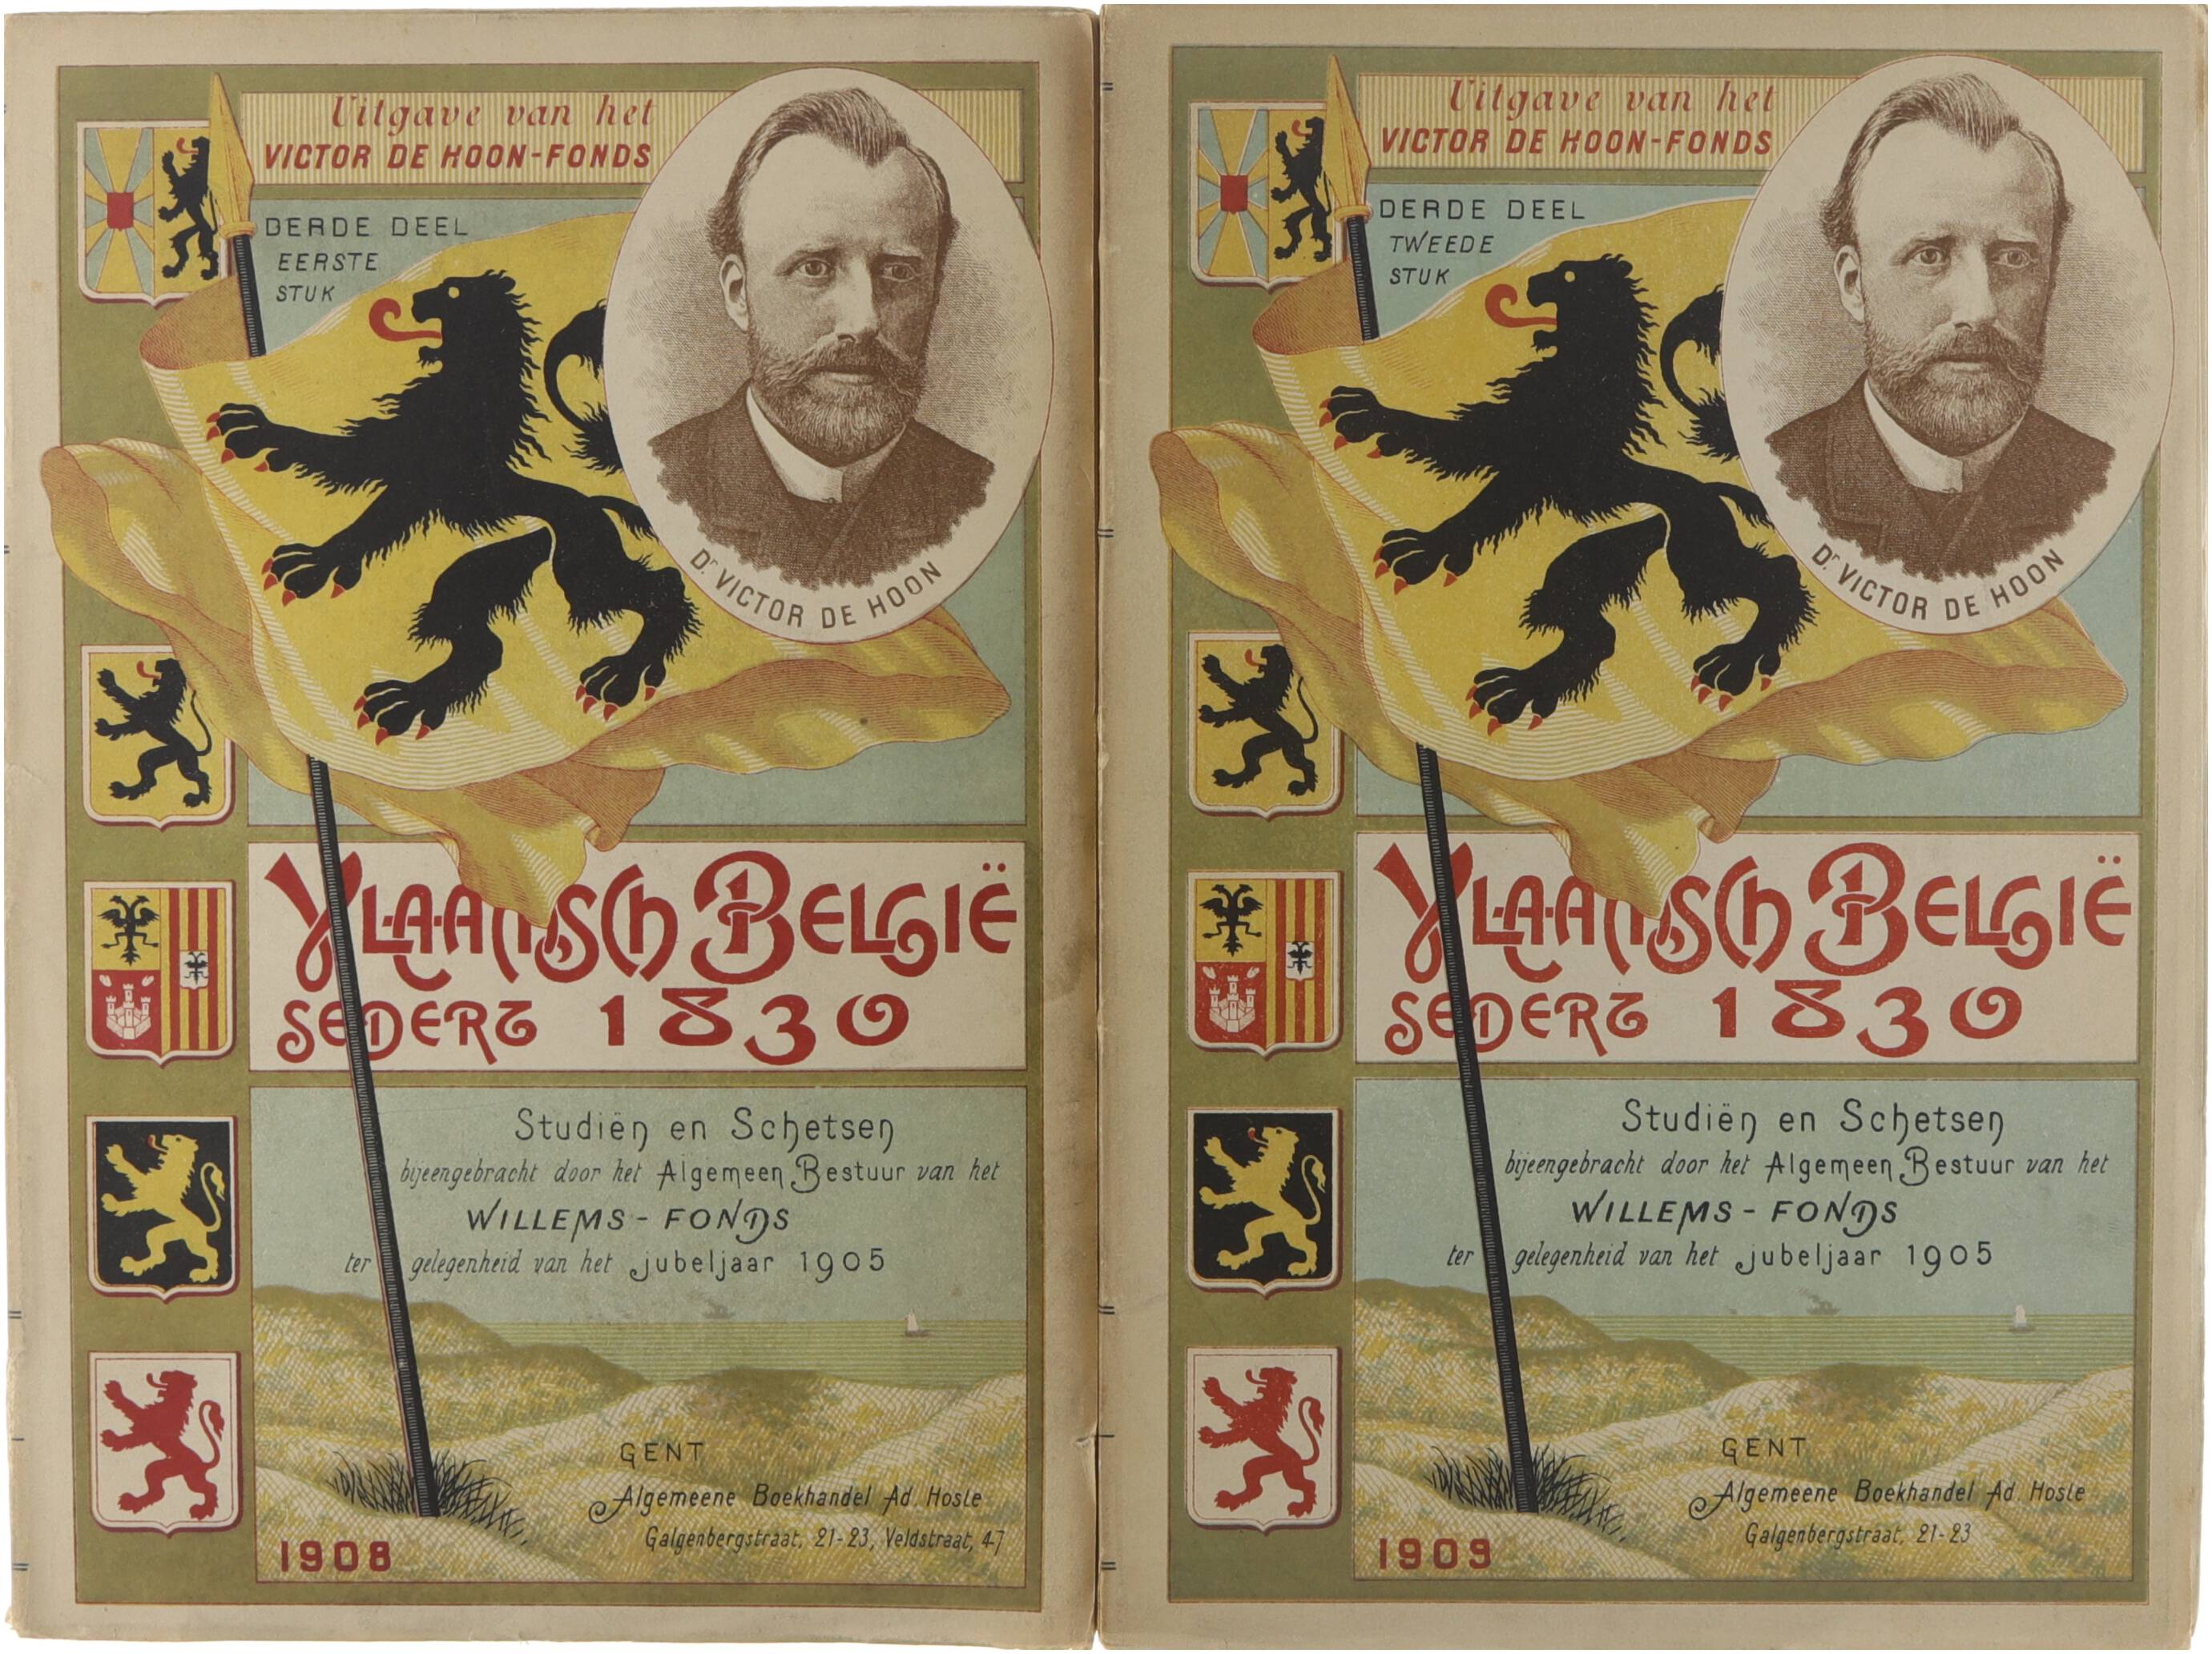 Uitgave van het
VICTOR DE HOON-FONDS
DERDE DEEL
EERSTE
STUK
Dr VICTOR DE HOON
VLAAMSCH BELGIË
SEDERT 1830
Studiën en Schetsen
bijeengebracht door het Algemeen Bestuur van het
WILLEMS-FONDS
ter gelegenheid van het jubeljaar 1905
GENT
Algemeene Boekhandel Ad. Hoste
Galgenbergstraat, 21-23, Veldstraat, 47
1908
Uitgave van het
VICTOR DE HOON-FONDS
DERDE DEEL
TWEEDE
STUK
Dr. VICTOR DE HOON
VLAAMSCH BELGIË
SEDERT 1830
Studiën en Schetsen
bijeengebracht door het Algemeen Bestuur van het
WILLEMS-FONDS
ter gelegenheid van het jubeljaar 1905
GENT
Algemeene Boekhandel Ad. Hoste
Galgenbergstraat, 21-23
1909